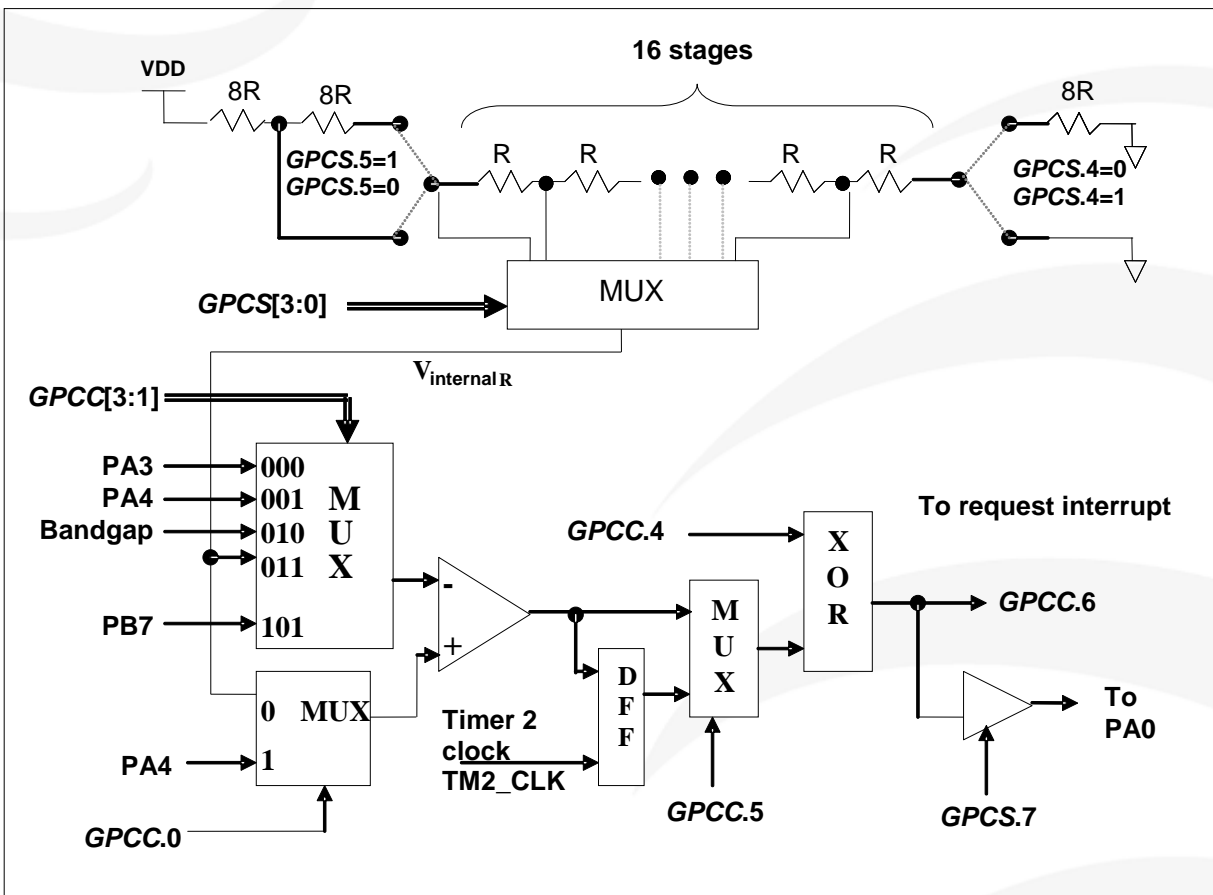 16 stages
VDD
8R
8R
8R
GPCS.5=1
GPCS.5=0
R
R
R
R
GPCS.4=0
GPCS.4=1
MUX
GPCS[3:0]
VinternalR
GPCC[3:1]
PA3
000
PA4
001
Bandgap
010
011
PB7
101
M
U
X
-
+
0
MUX
1
PA4
GPCC.0
Timer 2
clock
TM2_CLK
D
F
F
GPCC.4
M
U
X
GPCC.5
X
O
R
To request interrupt
GPCC.6
To
PA0
GPCS.7